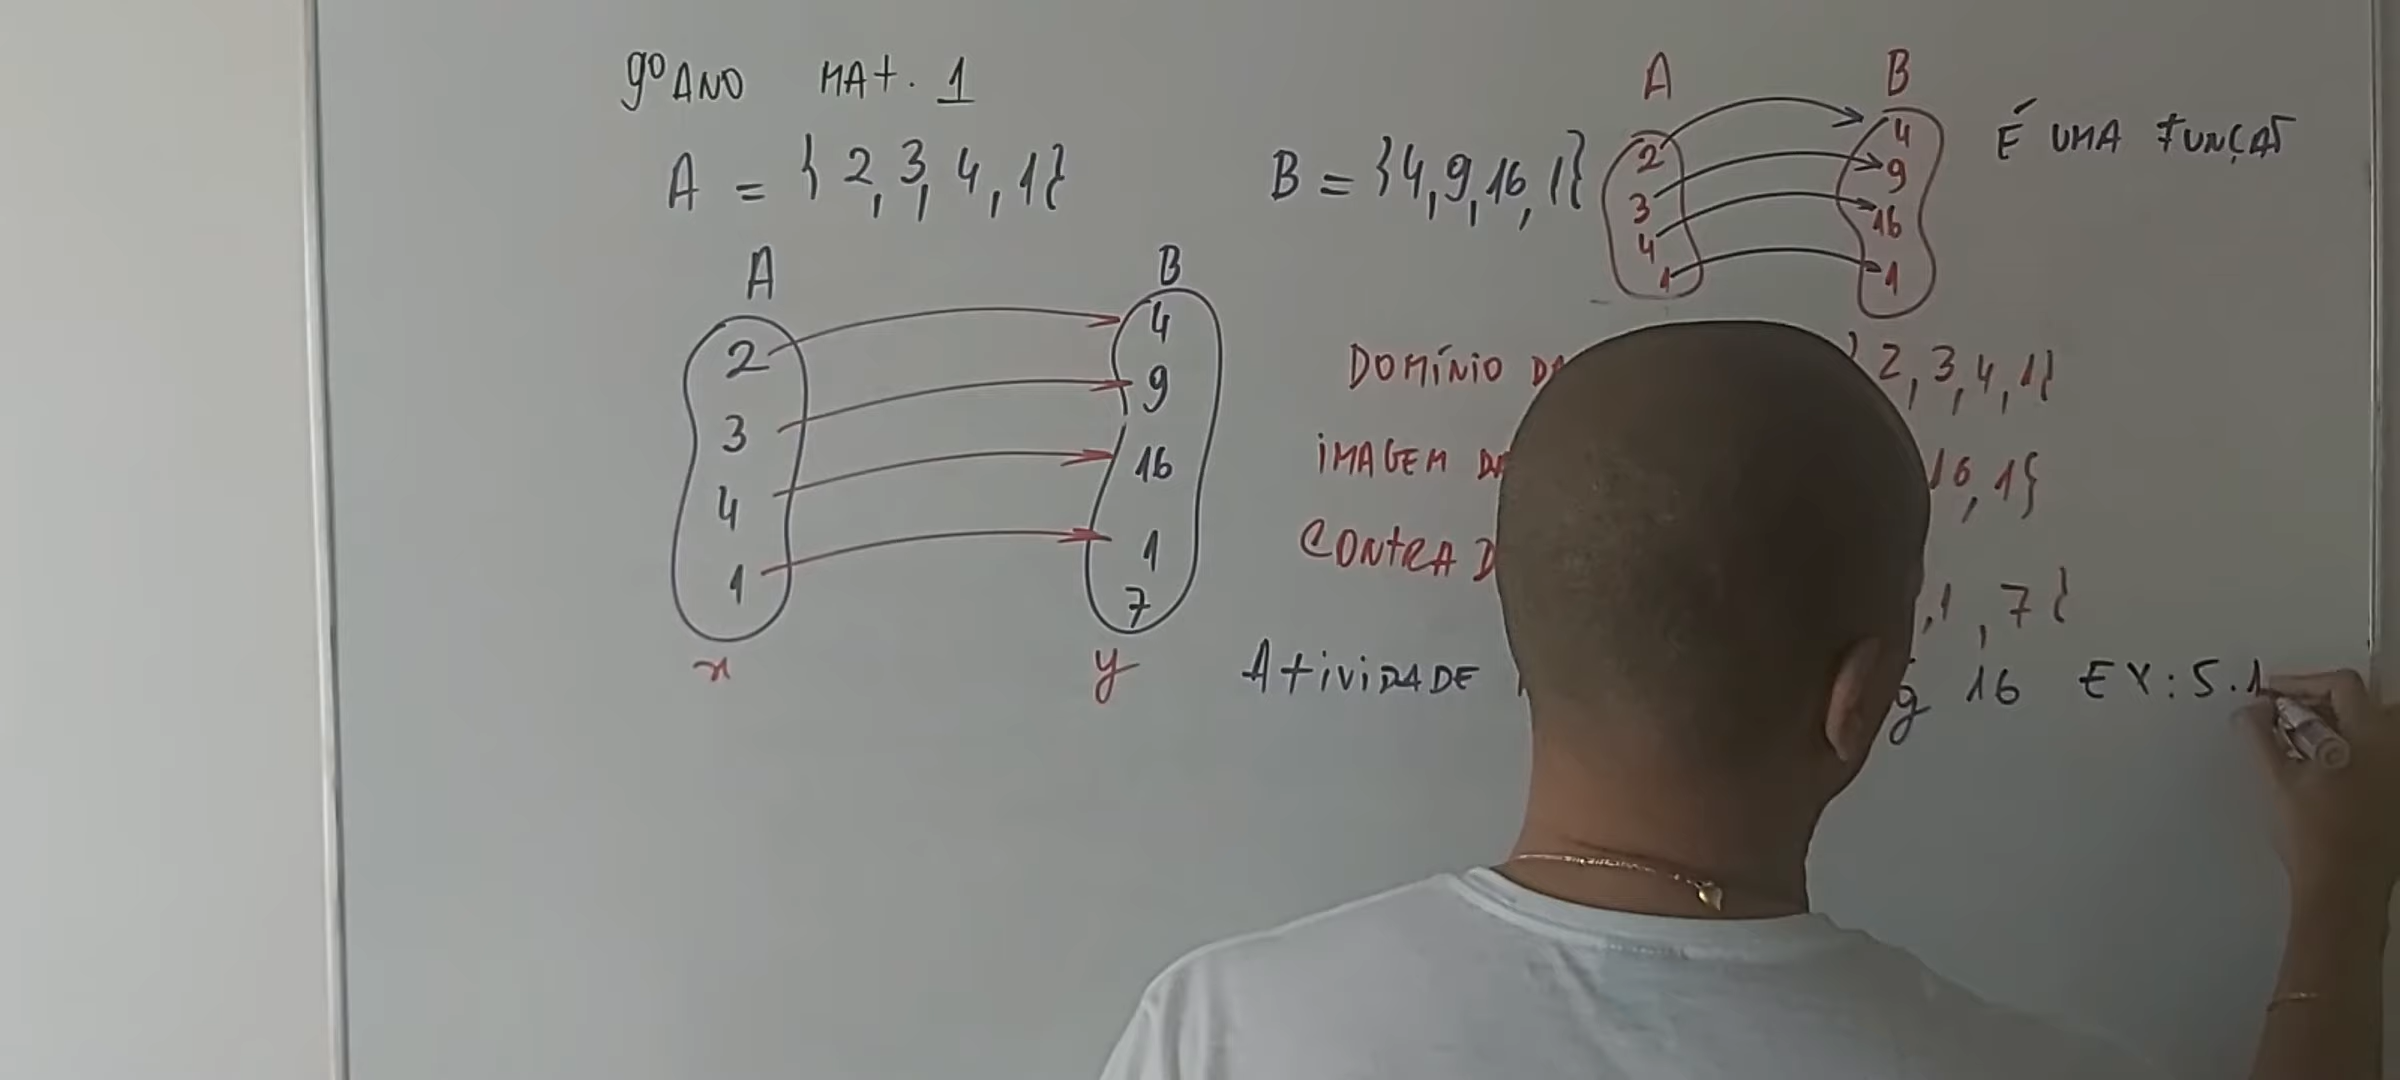 9º ANO MAT. 1
A = { 2, 3, 4, 1}
B = {4, 9, 16, 1}
A B
2 4
3 9
4 16
1 1
É UMA FUNÇÃO
A B
2 4
3 9
4 16
1 1
7
x y
DOMÍNIO 2, 3, 4, 1}
IMAGEM 16, 1}
CONTRA
,1 , 7}
ATIVIDADE 16 EX: 5.1